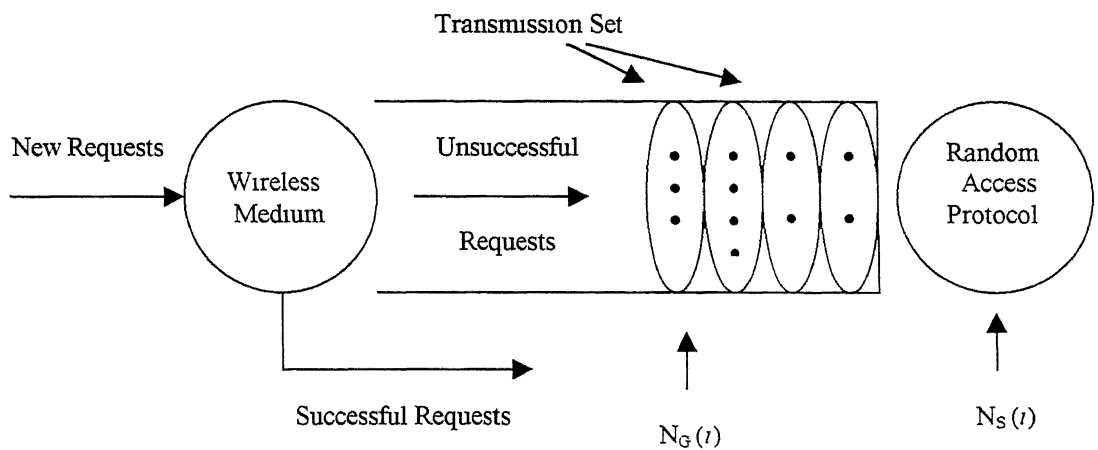 Transmission Set
New Requests
Wireless
Medium
Unsuccessful
Requests
Random
Access
Protocol
Successful Requests
N_G(i)
N_S(i)